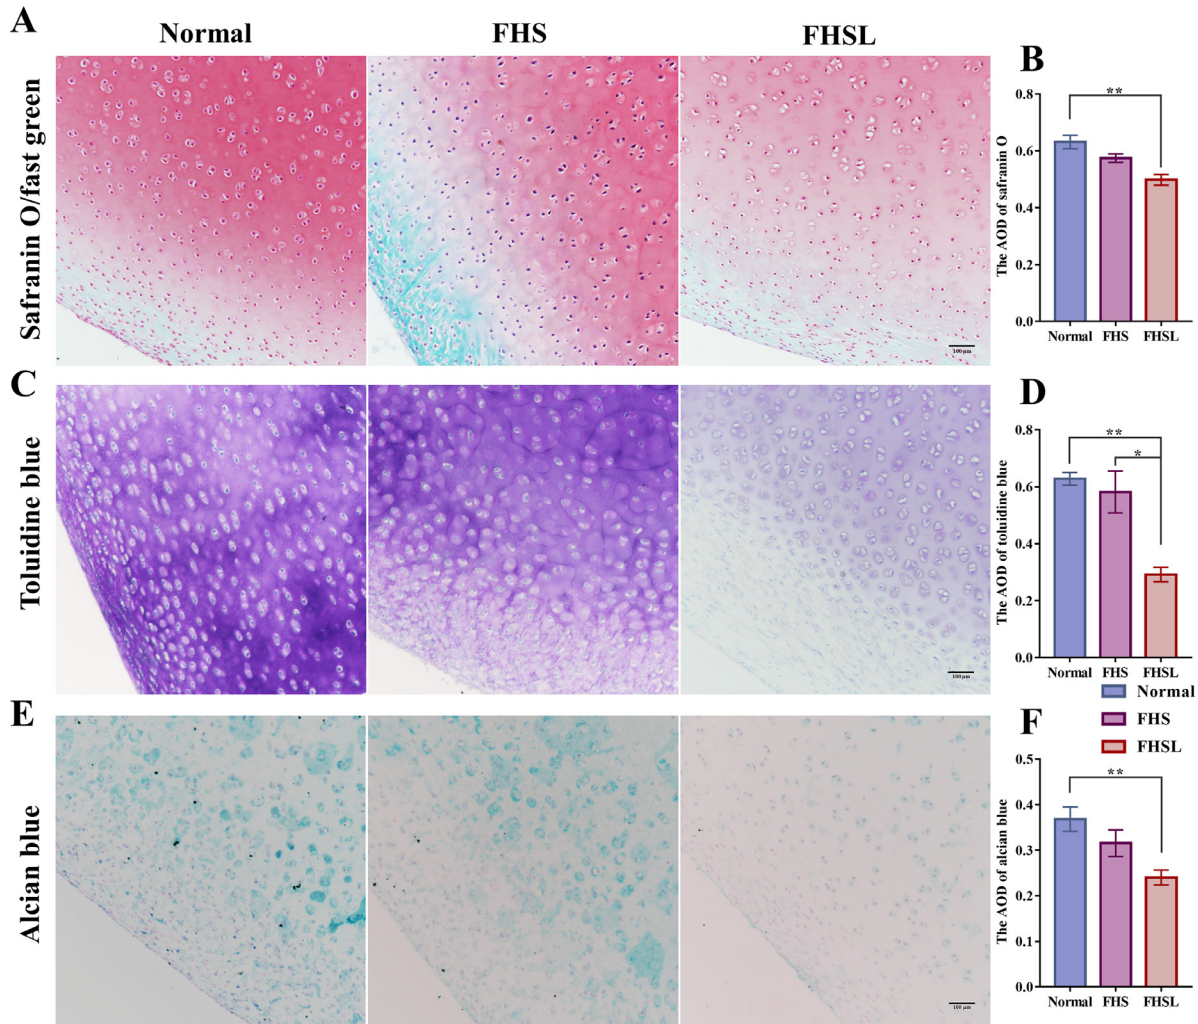 A
Normal
FHS
FHSL
Safranin O/fast green
100 μm
B
The AOD of safranin O
0.8
0.6
0.4
0.2
0.0
**
Normal
FHS
FHSL
C
Toluidine blue
100 μm
D
The AOD of toluidine blue
0.8
0.6
0.4
0.2
0.0
**
*
Normal
FHS
FHSL
Normal
FHS
FHSL
E
Alcian blue
100 μm
F
The AOD of alcian blue
0.5
0.4
0.3
0.2
0.1
0.0
**
Normal
FHS
FHSL